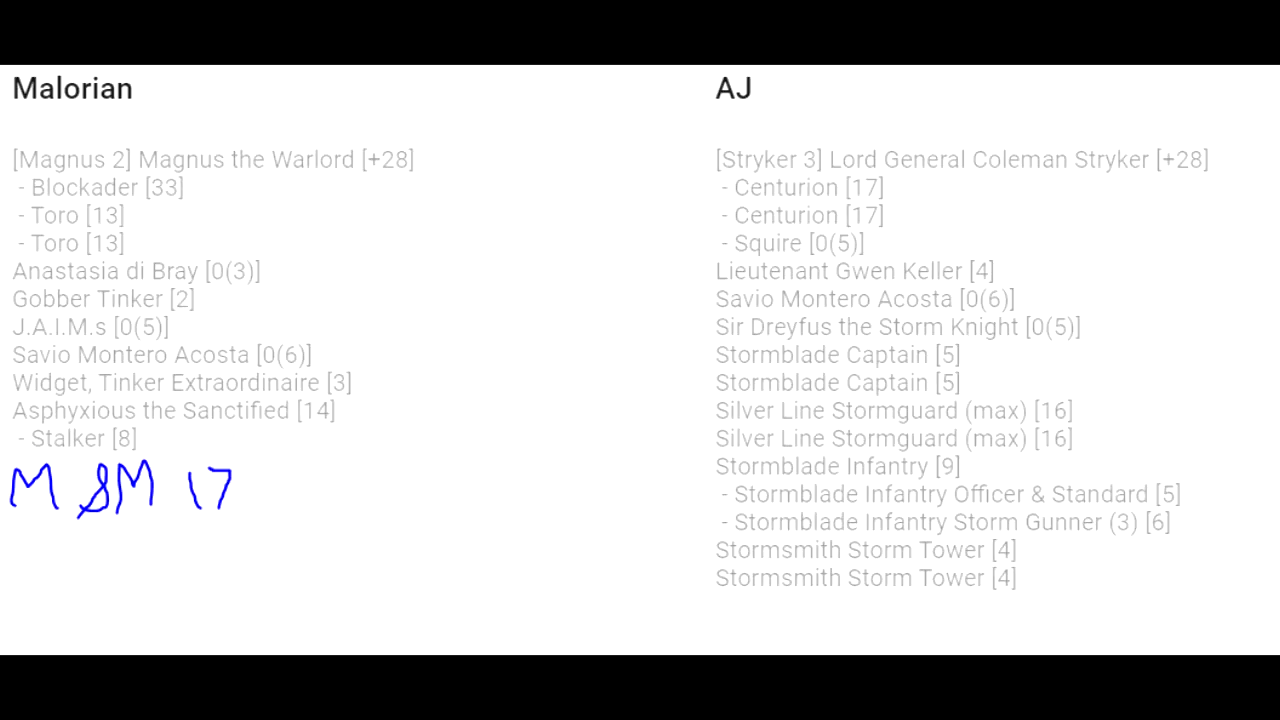 Malorian
[Magnus 2] Magnus the Warlord [+28]
- Blockader [33]
- Toro [13]
- Toro [13]
Anastasia di Bray [0(3)]
Gobber Tinker [2]
J.A.I.M.s [0(5)]
Savio Montero Acosta [0(6)]
Widget, Tinker Extraordinaire [3]
Asphyxious the Sanctified [14]
- Stalker [8]
M SM 17
AJ
[Stryker 3] Lord General Coleman Stryker [+28]
- Centurion [17]
- Centurion [17]
- Squire [0(5)]
Lieutenant Gwen Keller [4]
Savio Montero Acosta [0(6)]
Sir Dreyfus the Storm Knight [0(5)]
Stormblade Captain [5]
Stormblade Captain [5]
Silver Line Stormguard (max) [16]
Silver Line Stormguard (max) [16]
Stormblade Infantry [9]
- Stormblade Infantry Officer & Standard [5]
- Stormblade Infantry Storm Gunner (3) [6]
Stormsmith Storm Tower [4]
Stormsmith Storm Tower [4]